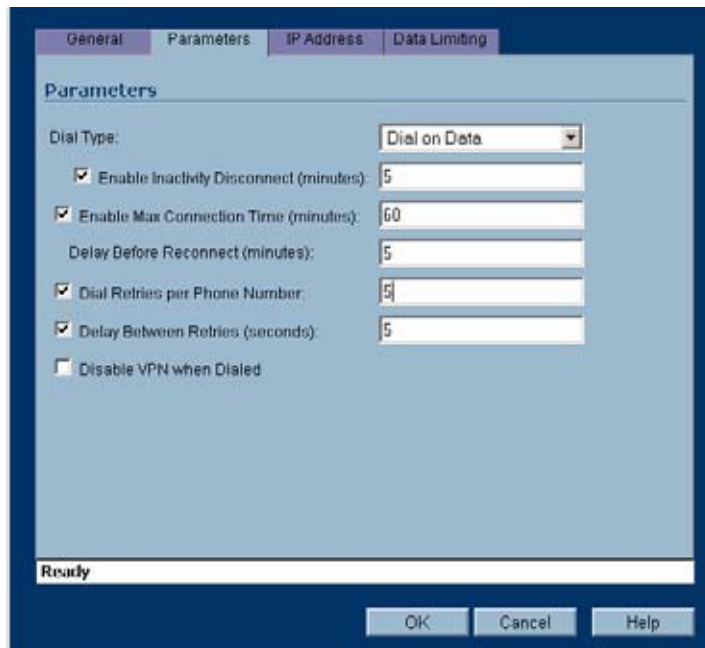 General Parameters IP Address Data Limiting
Parameters
Dial Type: Dial on Data
Enable Inactivity Disconnect (minutes): 5
Enable Max Connection Time (minutes): 60
Delay Before Reconnect (minutes): 5
Dial Retries per Phone Number: 5
Delay Between Retries (seconds): 5
Disable VPN when Dialed
Ready
OK Cancel Help